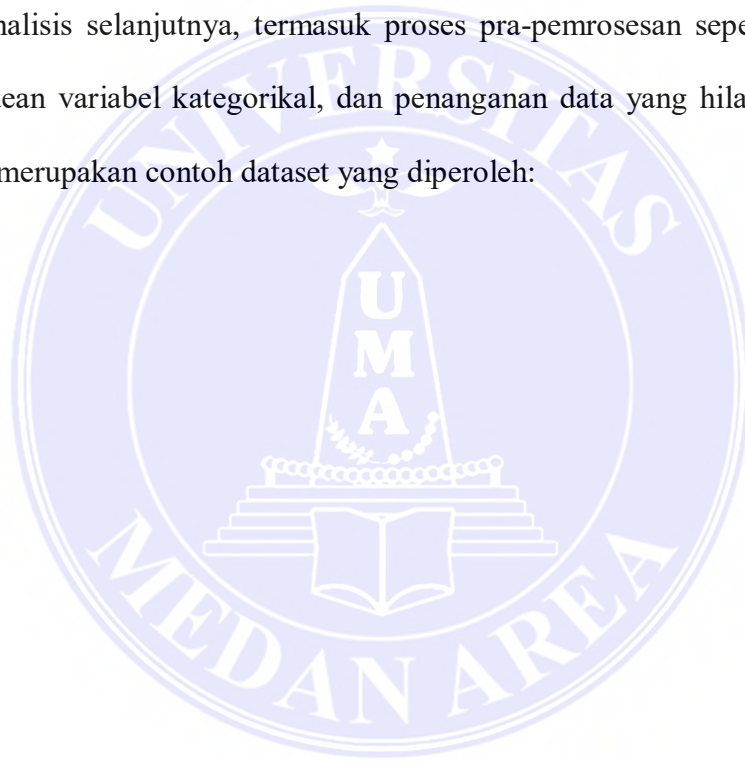 nalisis selanjutnya, termasuk proses pra-pemrosesan sepe
ean variabel kategorikal, dan penanganan data yang hila
merupakan contoh dataset yang diperoleh:
UNIVERSITAS
U
M
A
MEDAN AREA